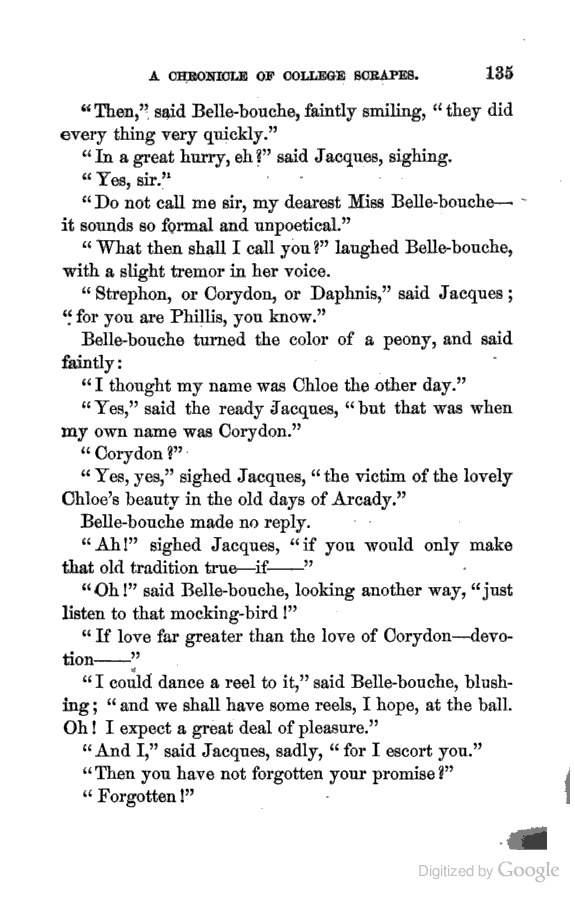 A CHRONICLE OF COLLEGE SCRAPES. 135
"Then," said Belle-bouche, faintly smiling, "they did
every thing very quickly."
"In a great hurry, eh?" said Jacques, sighing.
"Yes, sir."
"Do not call me sir, my dearest Miss Belle-bouche—
it sounds so formal and unpoetical."
"What then shall I call you?" laughed Belle-bouche,
with a slight tremor in her voice.
"Strephon, or Corydon, or Daphnis," said Jacques;
"for you are Phillis, you know."
Belle-bouche turned the color of a peony, and said
faintly:
"I thought my name was Chloe the other day."
"Yes," said the ready Jacques, "but that was when
my own name was Corydon."
"Corydon?"
"Yes, yes," sighed Jacques, "the victim of the lovely
Chloe's beauty in the old days of Arcady."
Belle-bouche made no reply.
"Ah!" sighed Jacques, "if you would only make
that old tradition true—if——"
"Oh!" said Belle-bouche, looking another way, "just
listen to that mocking-bird!"
"If love far greater than the love of Corydon—devo-
tion——"
"I could dance a reel to it," said Belle-bouche, blush-
ing; "and we shall have some reels, I hope, at the ball.
Oh! I expect a great deal of pleasure."
"And I," said Jacques, sadly, "for I escort you."
"Then you have not forgotten your promise?"
"Forgotten!"
Digitized by Google